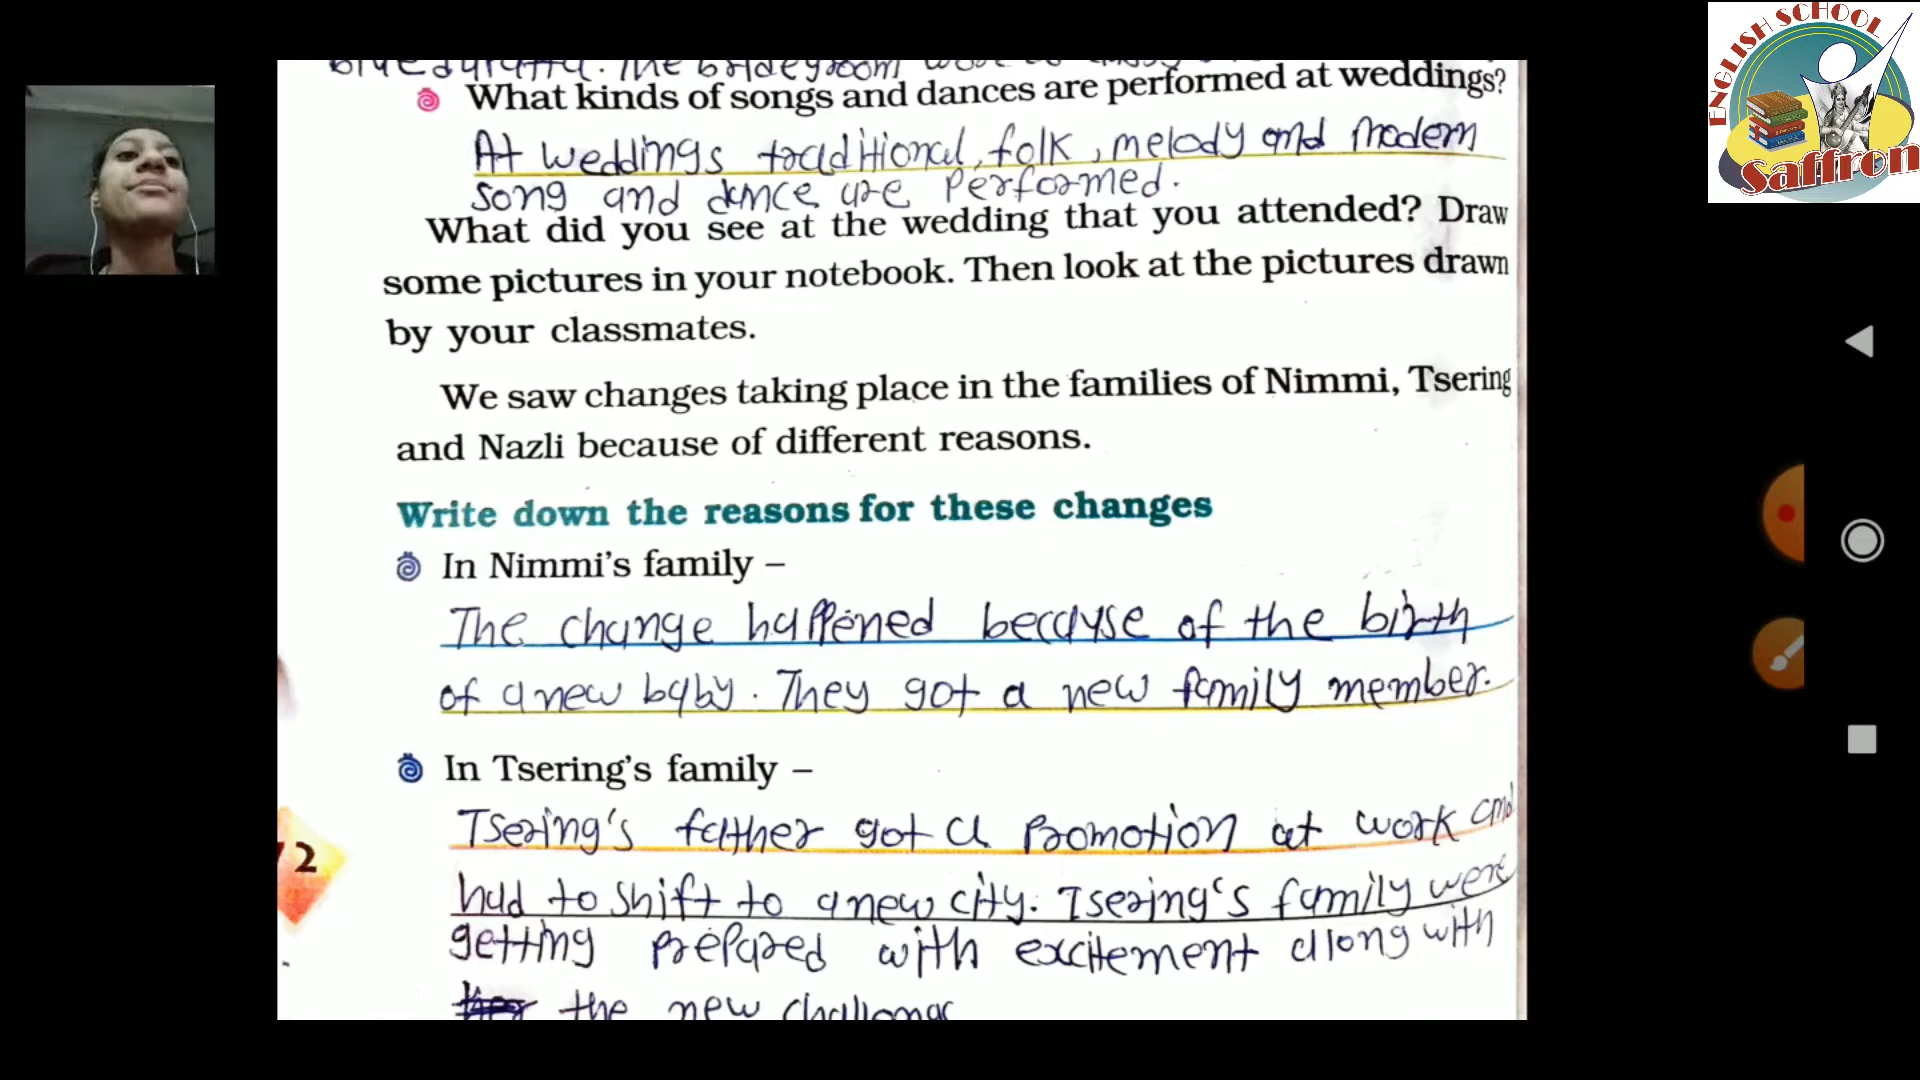 What kinds of songs and dances are performed at weddings?
At weddings traditional, folk, melody and modern
song and dance are performed.
What did you see at the wedding that you attended? Draw
some pictures in your notebook. Then look at the pictures drawn
by your classmates.
We saw changes taking place in the families of Nimmi, Tsering
and Nazli because of different reasons.
Write down the reasons for these changes
In Nimmi's family –
The change happened because of the birth
of a new baby. They got a new family member.
In Tsering's family –
Tsering's father got a promotion at work and
had to shift to a new city. Tsering's family were
getting prepared with excitement along with
the new
2
ENGLISH SCHOOL
Saffron